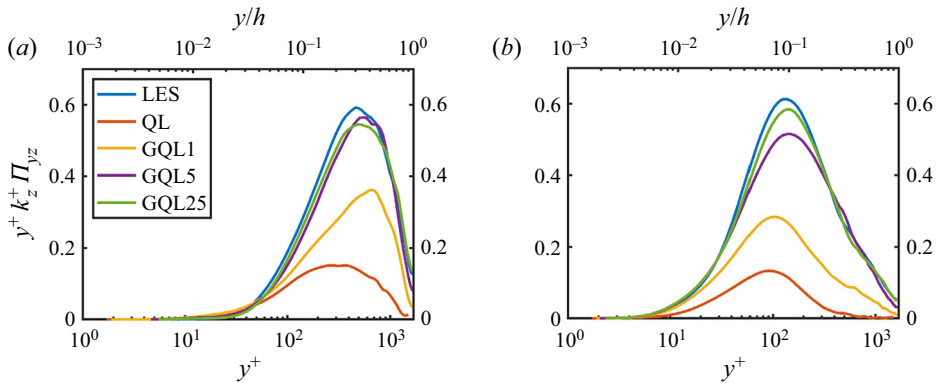 y/h y/h
(a) 10⁻³ 10⁻² 10⁻¹ 10⁰ (b) 10⁻³ 10⁻² 10⁻¹ 10⁰
LES
QL
GQL1
GQL5
GQL25
y⁺ k_z⁺ Π_yz
0.6 0.6 0.6 0.6
0.4 0.4 0.4 0.4
0.2 0.2 0.2 0.2
0 0 0 0
10⁰ 10¹ 10² 10³ 10⁰ 10¹ 10² 10³
y⁺ y⁺